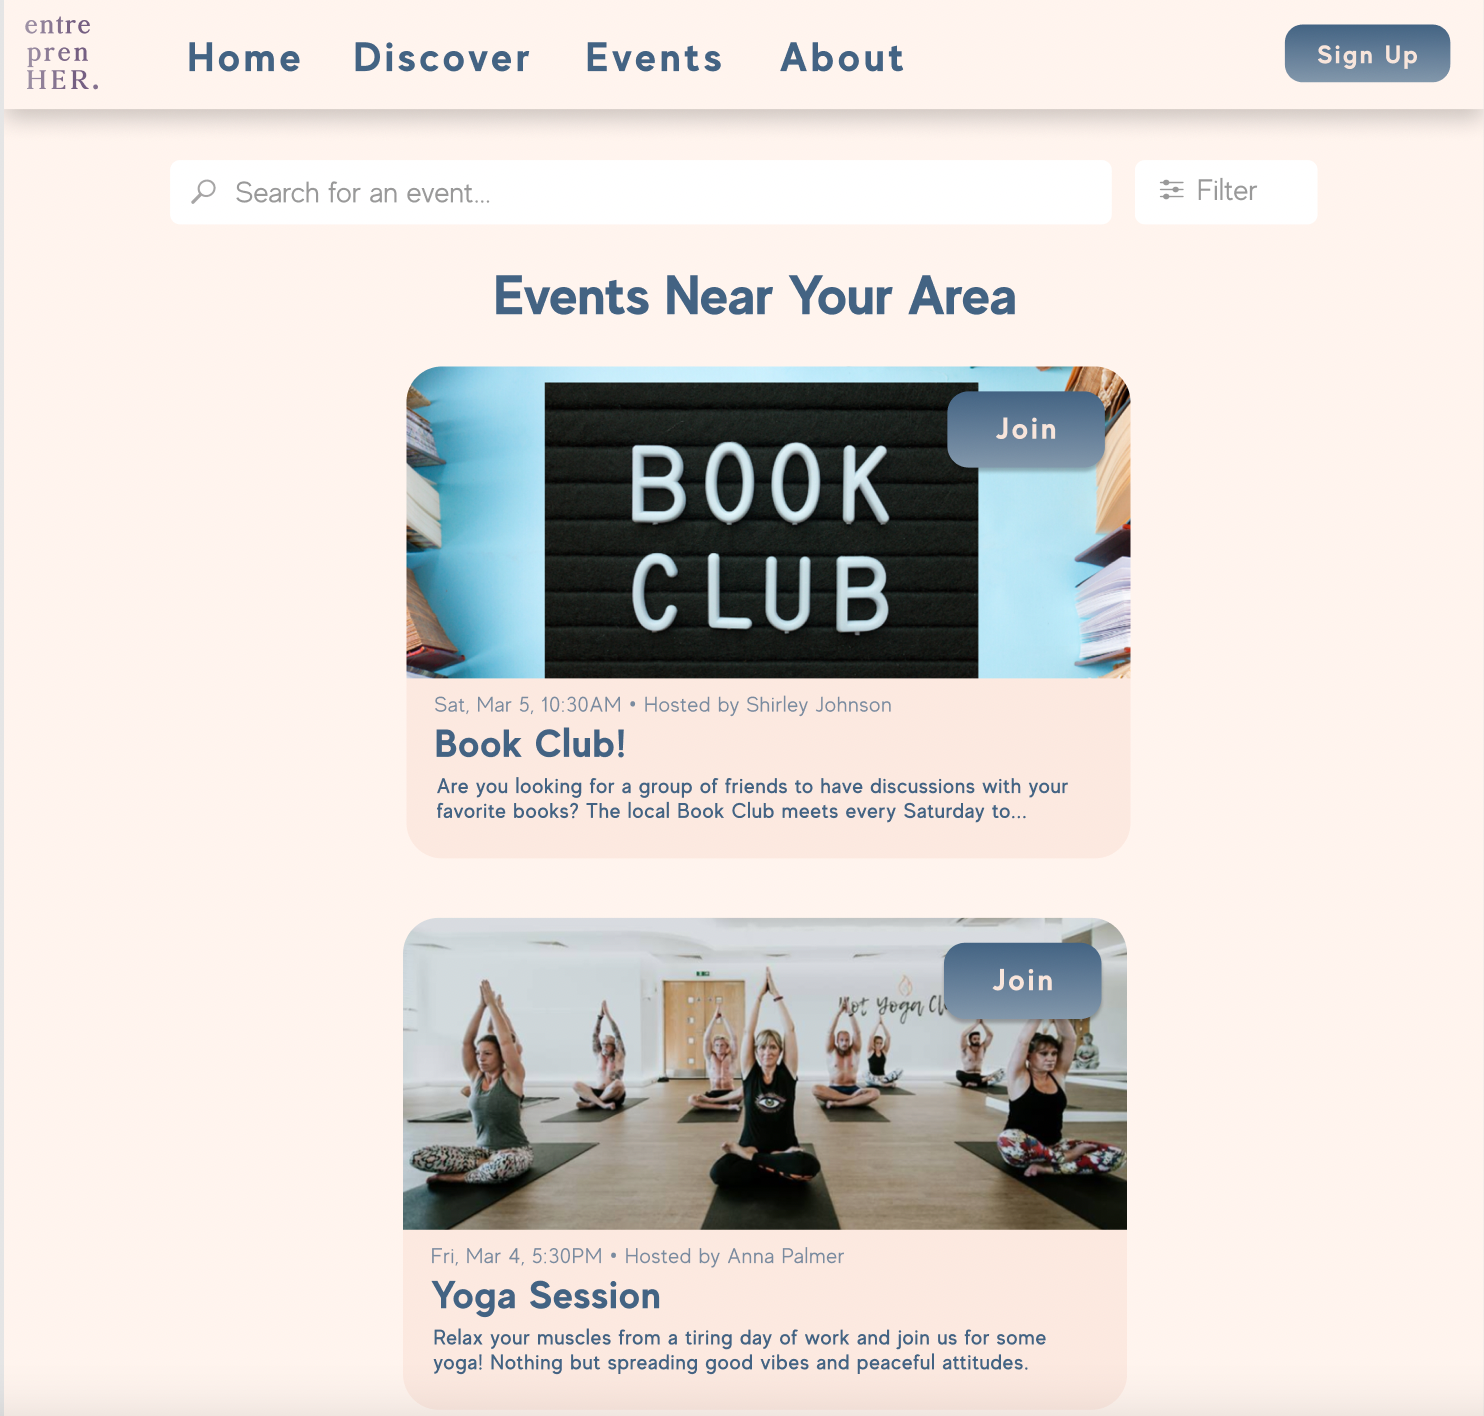 entre
pren
HER.
Home Discover Events About
Sign Up
Search for an event...
Filter
Events Near Your Area
Join
BOOK
CLUB
Sat, Mar 5, 10:30AM • Hosted by Shirley Johnson
Book Club!
Are you looking for a group of friends to have discussions with your
favorite books? The local Book Club meets every Saturday to...
Join
Hot Yoga
Fri, Mar 4, 5:30PM • Hosted by Anna Palmer
Yoga Session
Relax your muscles from a tiring day of work and join us for some
yoga! Nothing but spreading good vibes and peaceful attitudes.